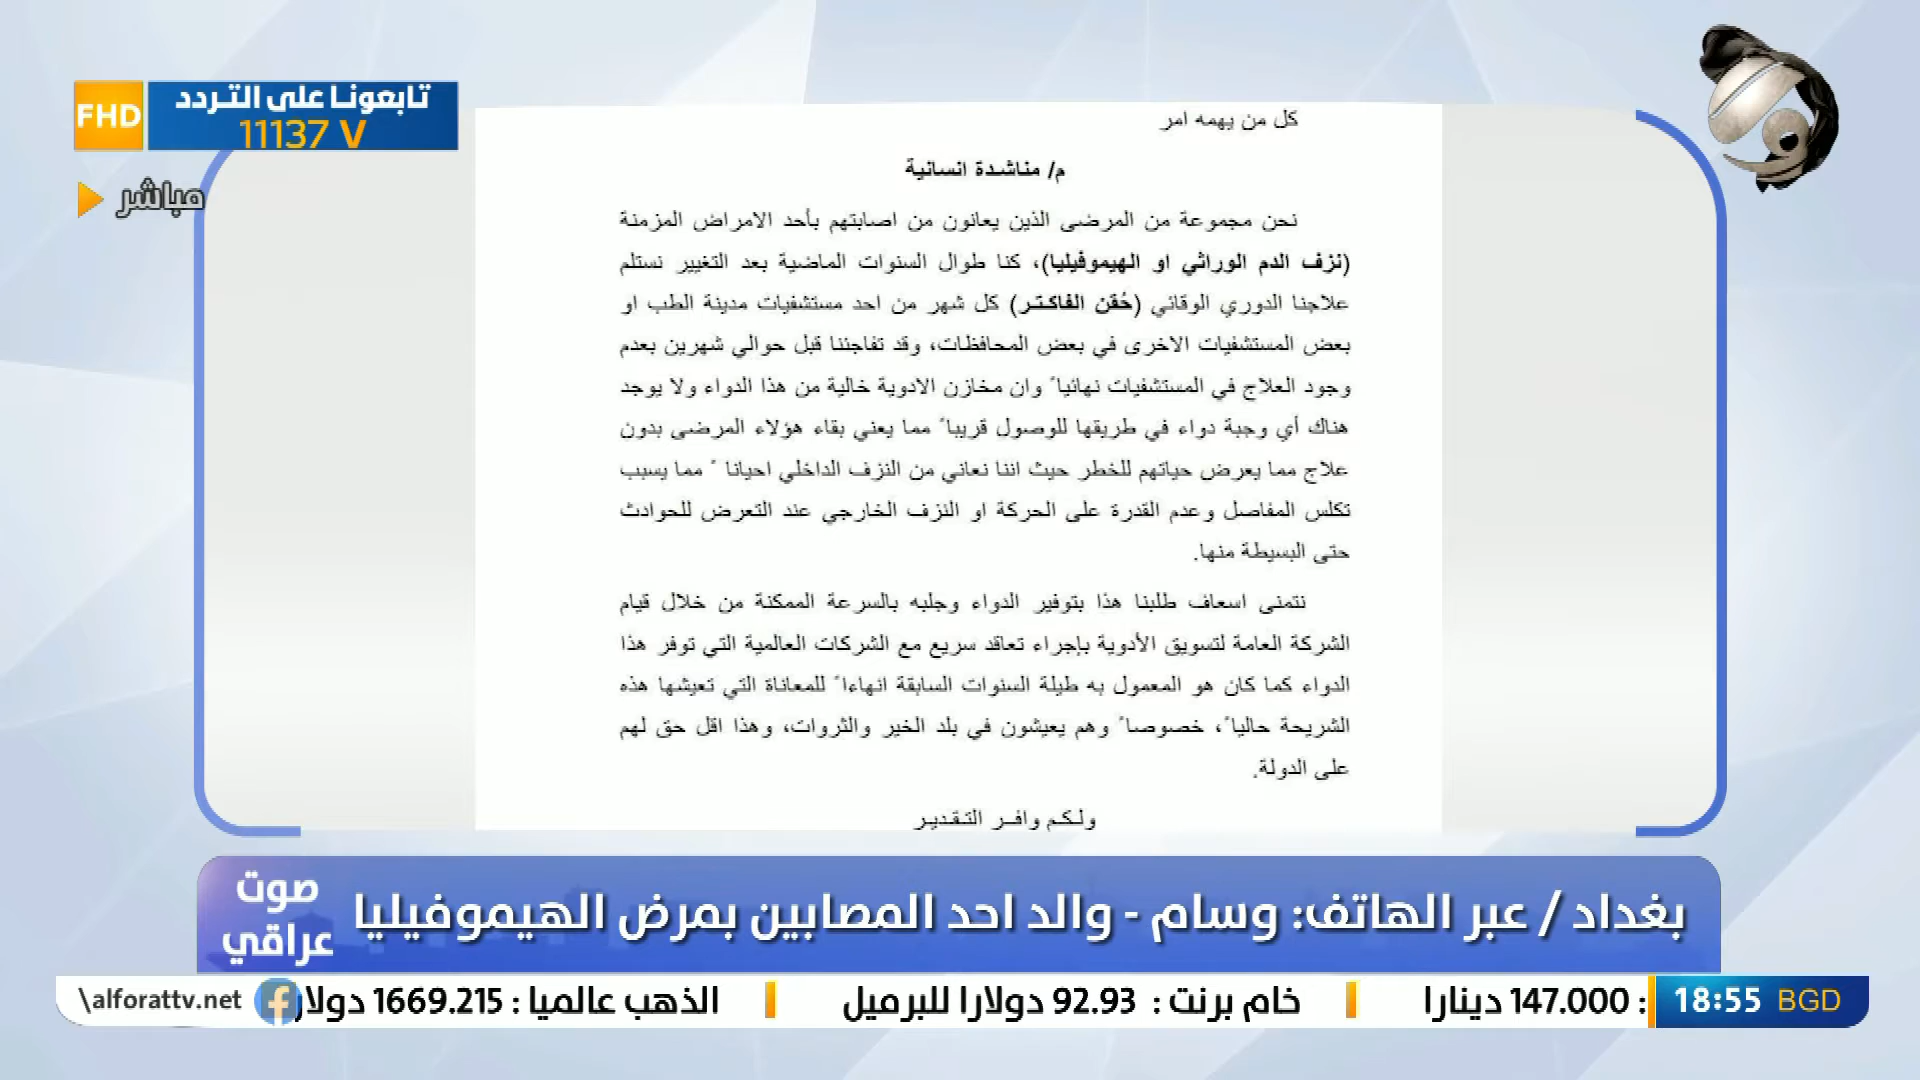 FHD
تابعونا على التردد
11137 V
مباشر
كل من يهمه امر
م/ مناشدة انسانية
نحن مجموعة من المرضى الذين يعانون من اصابتهم بأحد الامراض المزمنة
(نزف الدم الوراثي او الهيموفيليا)، كنا طوال السنوات الماضية بعد التغيير نستلم
علاجنا الدوري الوقائي (حُقن الفاكتر) كل شهر من احد مستشفيات مدينة الطب او
بعض المستشفيات الاخرى في بعض المحافظات، وقد تفاجئنا قبل حوالي شهرين بعدم
وجود العلاج في المستشفيات نهائيا ً وان مخازن الادوية خالية من هذا الدواء ولا يوجد
هناك أي وجبة دواء في طريقها للوصول قريبا ً مما يعني بقاء هؤلاء المرضى بدون
علاج مما يعرض حياتهم للخطر حيث اننا نعاني من النزف الداخلي احيانا ً مما يسبب
تكلس المفاصل وعدم القدرة على الحركة او النزف الخارجي عند التعرض للحوادث
حتى البسيطة منها.
نتمنى اسعاف طلبنا هذا بتوفير الدواء وجلبه بالسرعة الممكنة من خلال قيام
الشركة العامة لتسويق الأدوية بإجراء تعاقد سريع مع الشركات العالمية التي توفر هذا
الدواء كما كان هو المعمول به طيلة السنوات السابقة انهاءا ً للمعاناة التي تعيشها هذه
الشريحة حاليا ً، خصوصا ً وهم يعيشون في بلد الخير والثروات، وهذا اقل حق لهم
على الدولة.
ولكم وافر التقدير
بغداد / عبر الهاتف: وسام - والد احد المصابين بمرض الهيموفيليا
صوت
عراقي
18:55 BGD
: 147.000 دينارا
خام برنت : 92.93 دولارا للبرميل
الذهب عالميا : 1669.215 دولار
\alforattv.net